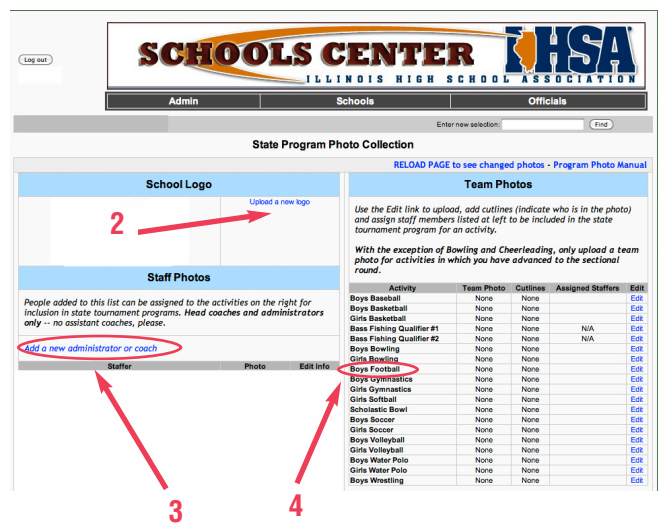 SCHOOLS CENTER IHSA
Log out
ILLINOIS HIGH SCHOOL ASSOCIATION
Admin Schools Officials
Enter new selection: Find
State Program Photo Collection
RELOAD PAGE to see changed photos - Program Photo Manual
School Logo
Upload a new logo
2
Staff Photos
People added to this list can be assigned to the activities on the right for
inclusion in state tournament programs. Head coaches and administrators
only -- no assistant coaches, please.
Add a new administrator or coach
Staffer Photo Edit Info
3
Team Photos
Use the Edit link to upload, add cutlines (indicate who is in the photo)
and assign staff members listed at left to be included in the state
tournament program for an activity.
With the exception of Bowling and Cheerleading, only upload a team
photo for activities in which you have advanced to the sectional
round.
Activity Team Photo Cutlines Assigned Staffers Edit
Boys Baseball None None Edit
Boys Basketball None None Edit
Girls Basketball None None Edit
Bass Fishing Qualifier #1 None None N/A Edit
Bass Fishing Qualifier #2 None None N/A Edit
Boys Bowling None None Edit
Girls Bowling None None Edit
Boys Football None None Edit
Boys Gymnastics None None Edit
Girls Gymnastics None None Edit
Girls Softball None None Edit
Scholastic Bowl None None Edit
Boys Soccer None None Edit
Girls Soccer None None Edit
Boys Volleyball None None Edit
Girls Volleyball None None Edit
Boys Water Polo None None Edit
Girls Water Polo None None Edit
Boys Wrestling None None Edit
4